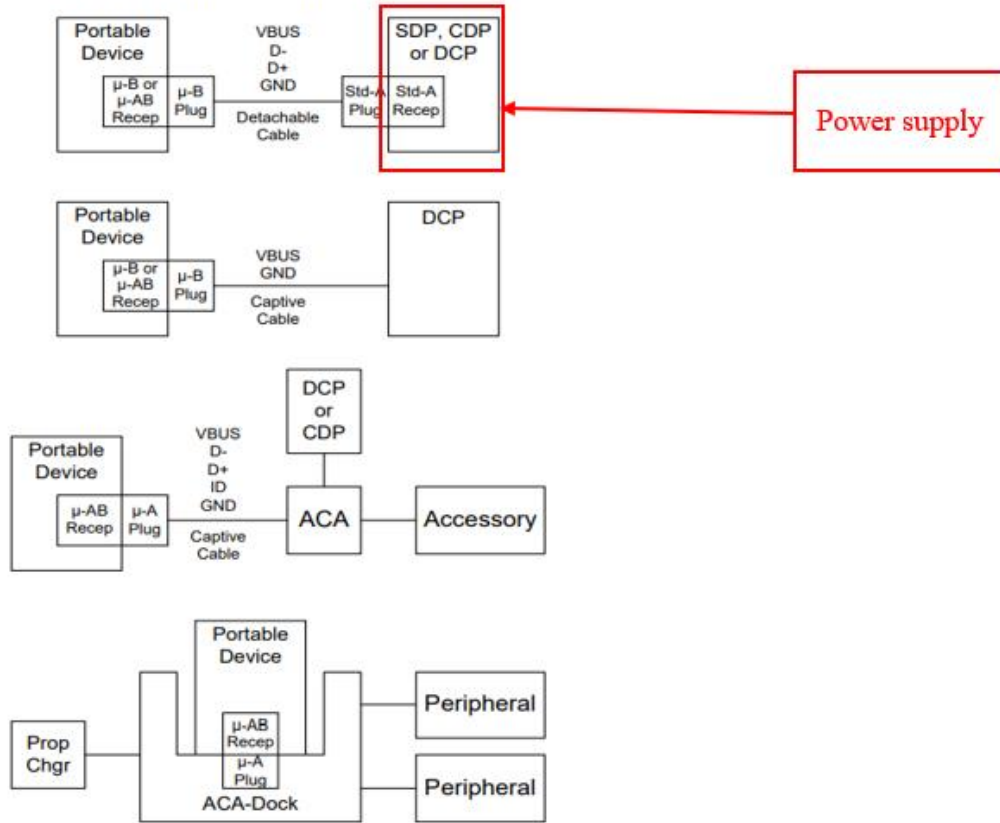 Portable
Device
μ-B or
μ-AB
Recep
μ-B
Plug
VBUS
D-
D+
GND
Detachable
Cable
Std-A
Plug
Std-A
Recep
SDP, CDP
or DCP
Power supply
Portable
Device
μ-B or
μ-AB
Recep
μ-B
Plug
VBUS
GND
Captive
Cable
DCP
Portable
Device
μ-AB
Recep
μ-A
Plug
VBUS
D-
D+
ID
GND
Captive
Cable
DCP
or
CDP
ACA
Accessory
Prop
Chgr
Portable
Device
μ-AB
Recep
μ-A
Plug
ACA-Dock
Peripheral
Peripheral